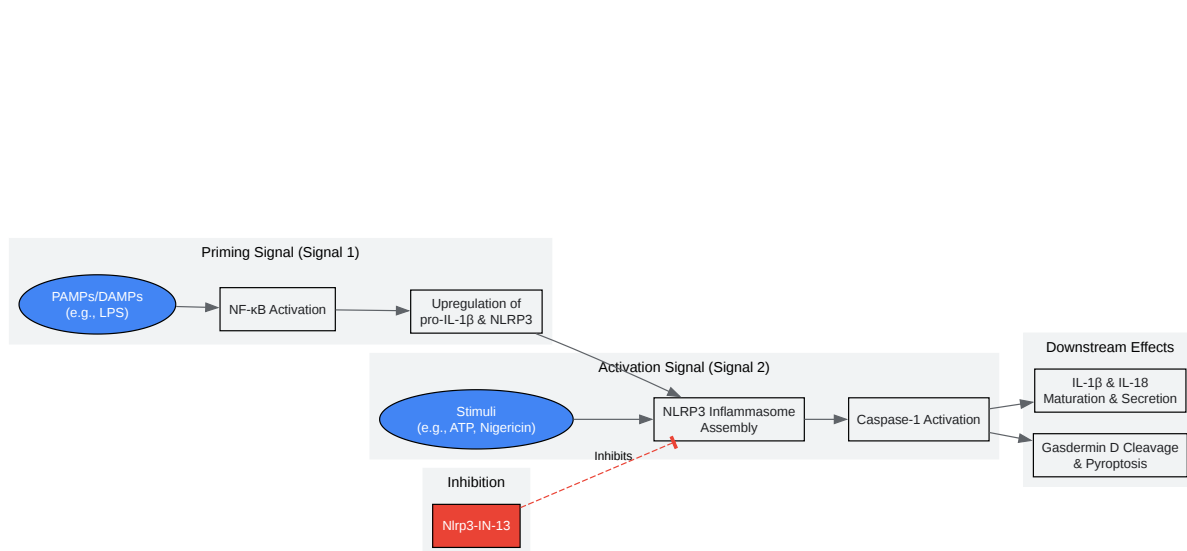 Priming Signal (Signal 1)
PAMPs/DAMPs
(e.g., LPS)
NF-κB Activation
Upregulation of
pro-IL-1β & NLRP3
Activation Signal (Signal 2)
Stimuli
(e.g., ATP, Nigericin)
NLRP3 Inflammasome
Assembly
Caspase-1 Activation
Downstream Effects
IL-1β & IL-18
Maturation & Secretion
Gasdermin D Cleavage
& Pyroptosis
Inhibits
Inhibition
Nlrp3-IN-13